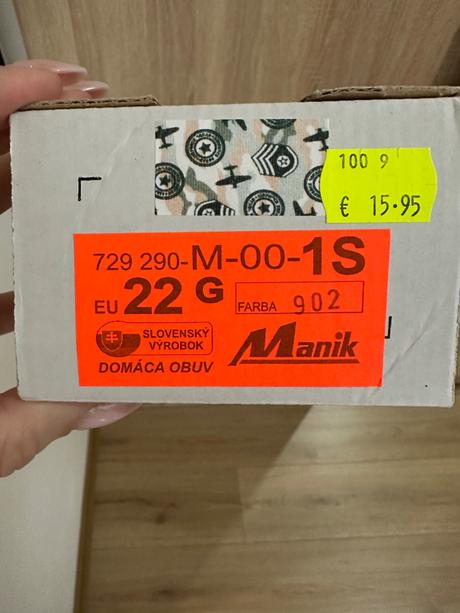 100 9
€ 15.95
729 290-M-00-1S
EU 22 G FARBA 902
SLOVENSKÝ
VÝROBOK
DOMÁCA OBUV
Manik